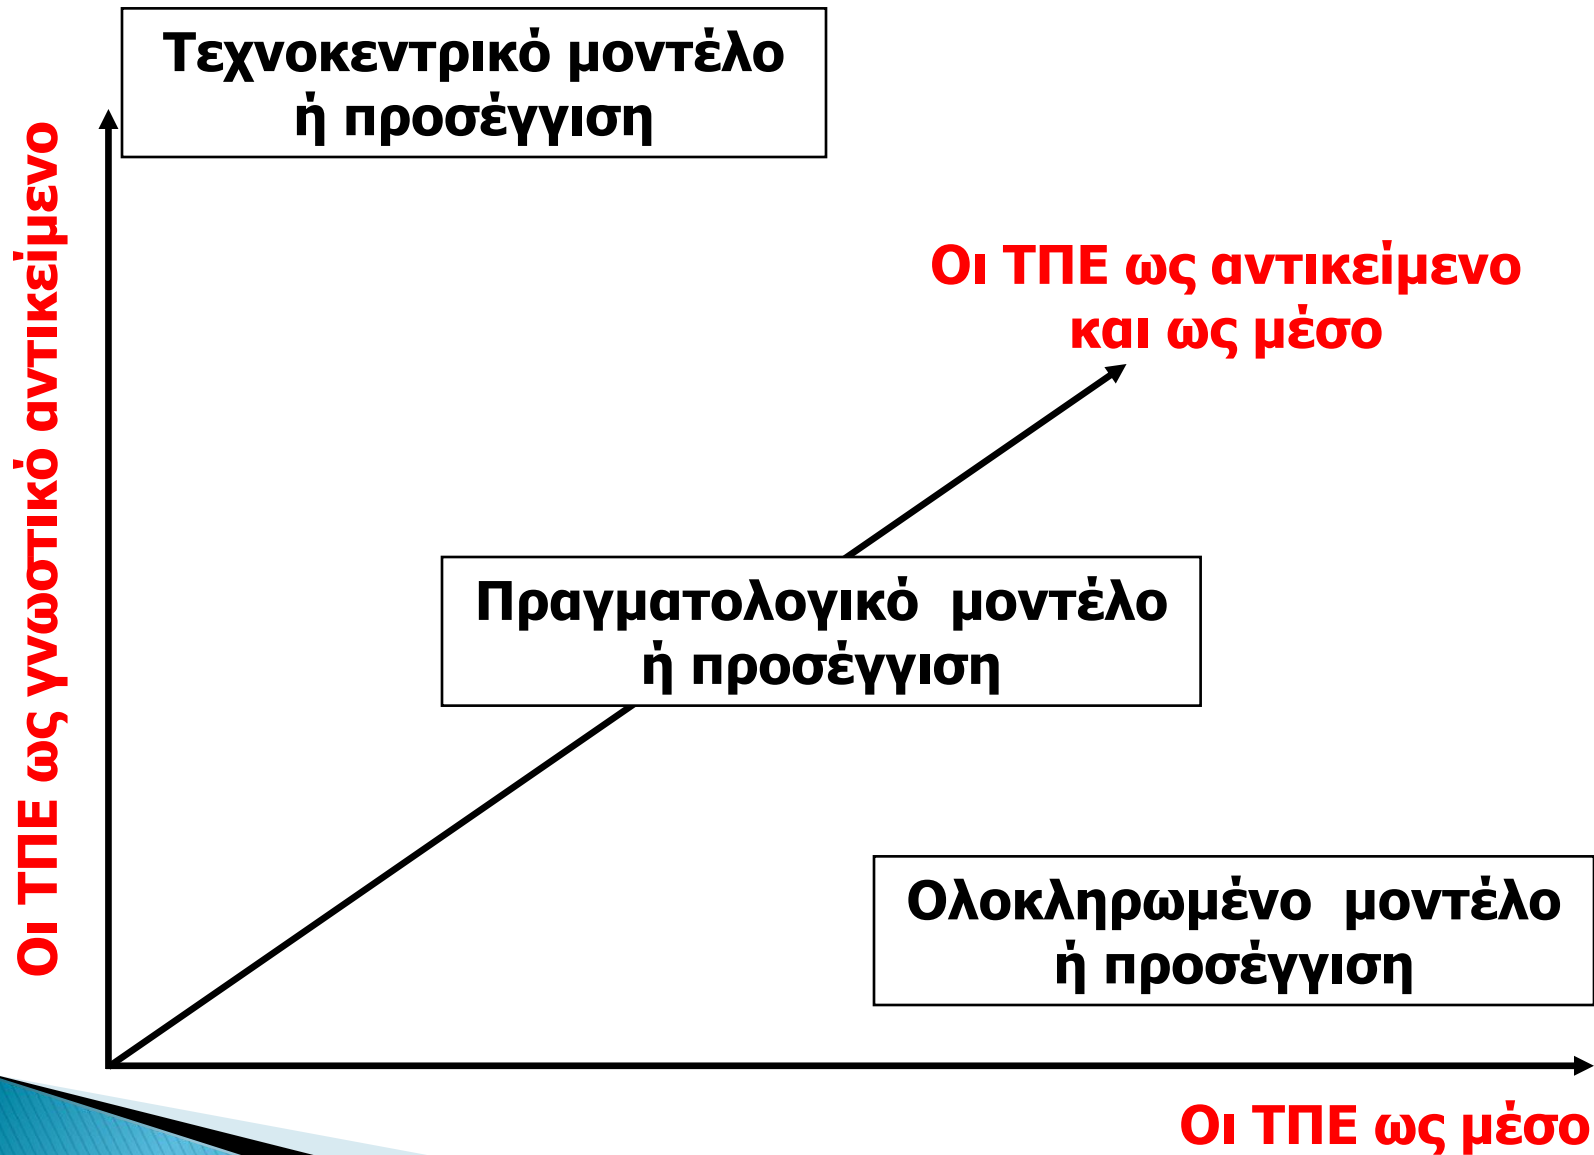 Τεχνοκεντρικό μοντέλο
ή προσέγγιση
Οι ΤΠΕ ως γνωστικό αντικείμενο
Οι ΤΠΕ ως αντικείμενο
και ως μέσο
Πραγματολογικό μοντέλο
ή προσέγγιση
Ολοκληρωμένο μοντέλο
ή προσέγγιση
Οι ΤΠΕ ως μέσο